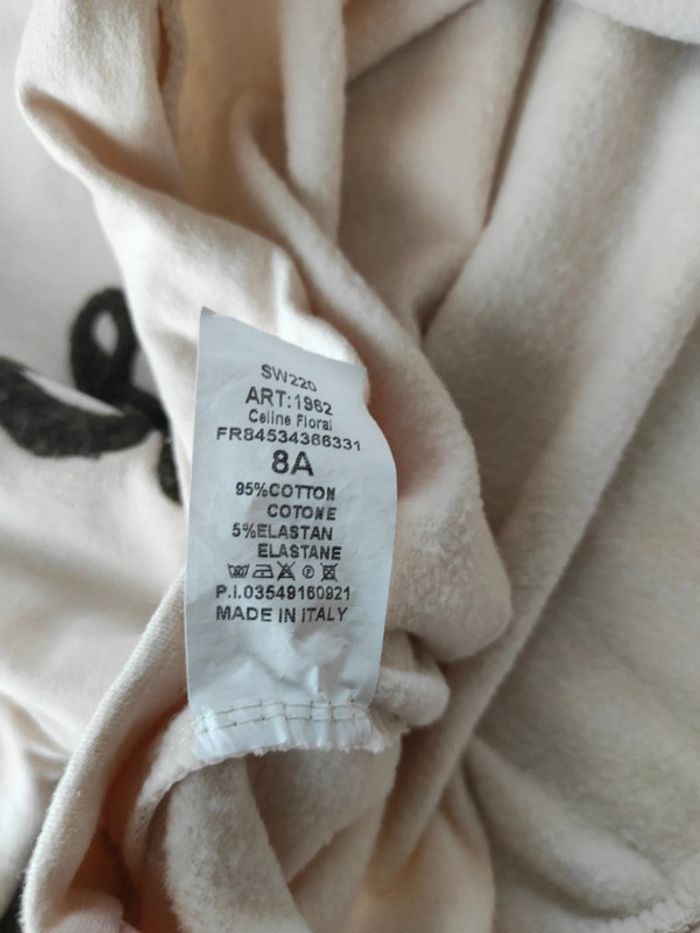 SW220
ART:1962
Celine Floral
FR84534366331
8A
95%COTTON
COTONE
5%ELASTAN
ELASTANE
P.I.03549160921
MADE IN ITALY